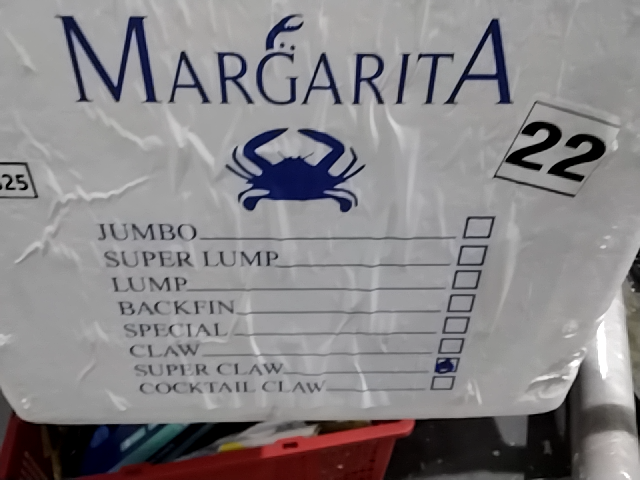 MARGARITA
22
JUMBO
SUPER LUMP
LUMP
BACKFIN
SPECIAL
CLAW
SUPER CLAW
COCKTAIL CLAW